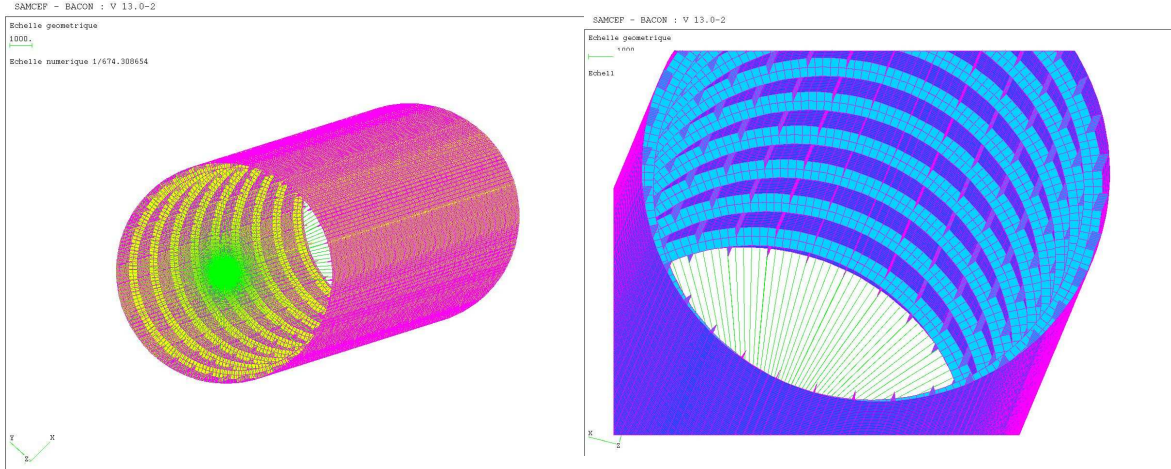 SAMCEF - BACON : V 13.0-2
Echelle geometrique
1000.
Echelle numerique 1/674.308654
Y
X
Z
SAMCEF - BACON : V 13.0-2
Echelle geometrique
1000
Echell
X
Z